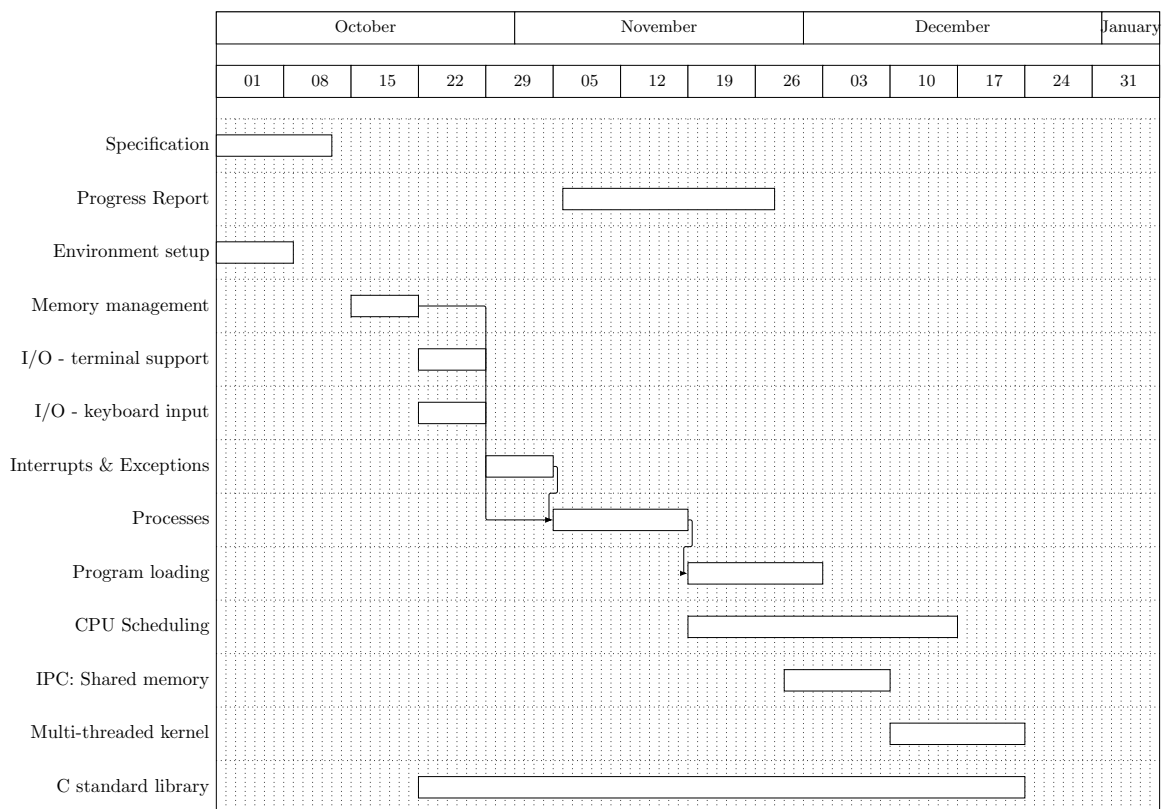 October November December January
01 08 15 22 29 05 12 19 26 03 10 17 24 31
Specification
Progress Report
Environment setup
Memory management
I/O - terminal support
I/O - keyboard input
Interrupts & Exceptions
Processes
Program loading
CPU Scheduling
IPC: Shared memory
Multi-threaded kernel
C standard library